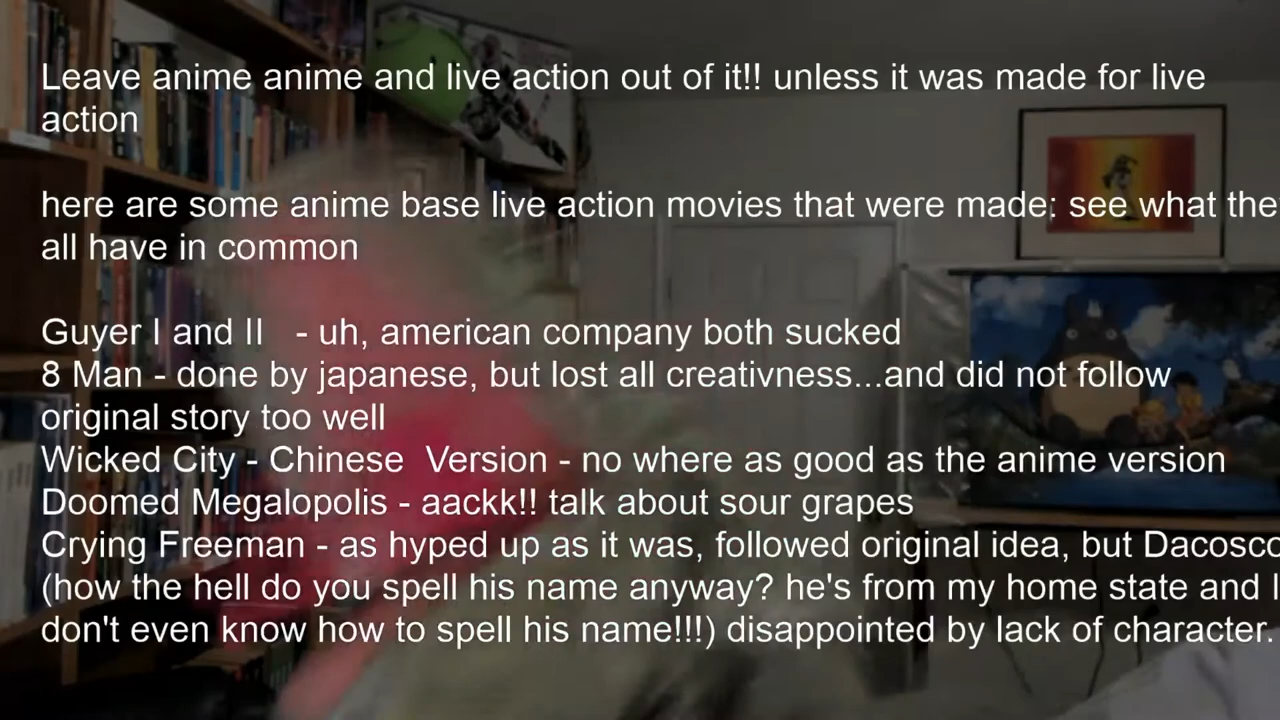 Leave anime anime and live action out of it!! unless it was made for live
action
here are some anime base live action movies that were made: see what the
all have in common
Guyer I and II - uh, american company both sucked
8 Man - done by japanese, but lost all creativness...and did not follow
original story too well
Wicked City - Chinese Version - no where as good as the anime version
Doomed Megalopolis - aackk!! talk about sour grapes
Crying Freeman - as hyped up as it was, followed original idea, but Dacosco
(how the hell do you spell his name anyway? he's from my home state and I
don't even know how to spell his name!!!) disappointed by lack of character.